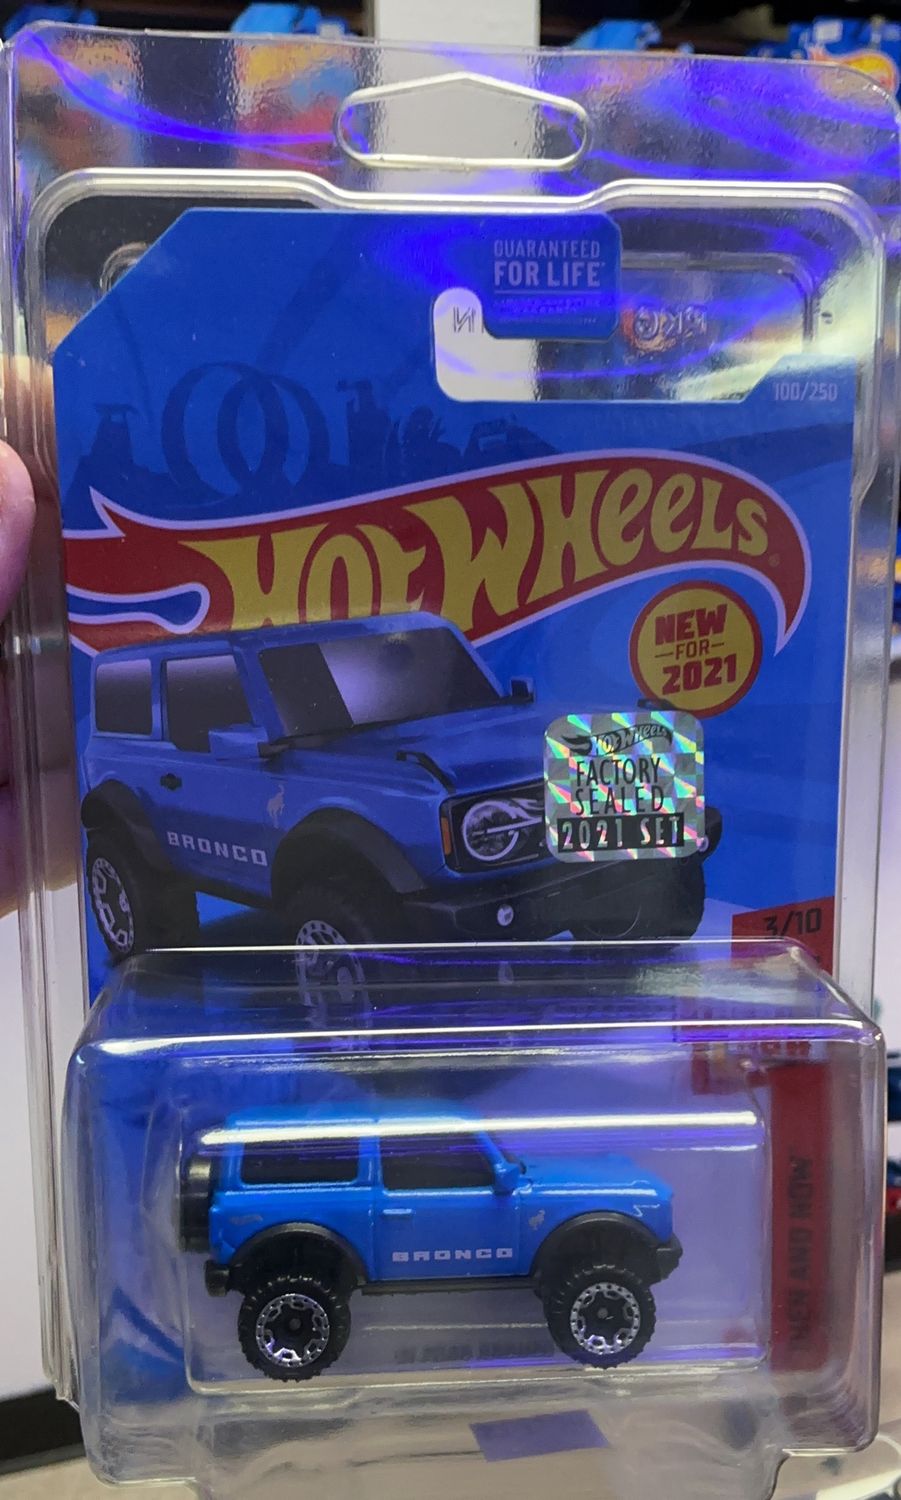 GUARANTEED
FOR LIFE
100/250
HOT WHEELS
NEW
FOR
2021
HOT WHEELS
FACTORY
SEALED
2021 SET
BRONCO
3/10
THEN AND NOW
BRONCO